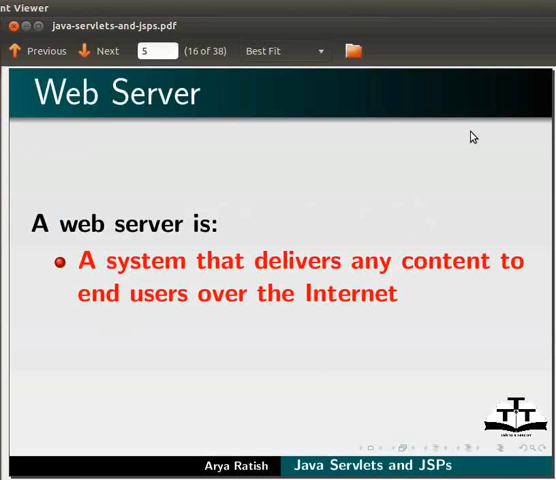 nt Viewer
java-servlets-and-jsps.pdf
Previous Next 5 (16 of 38) Best Fit
Web Server
A web server is:
A system that delivers any content to
end users over the Internet
Arya Ratish Java Servlets and JSPs